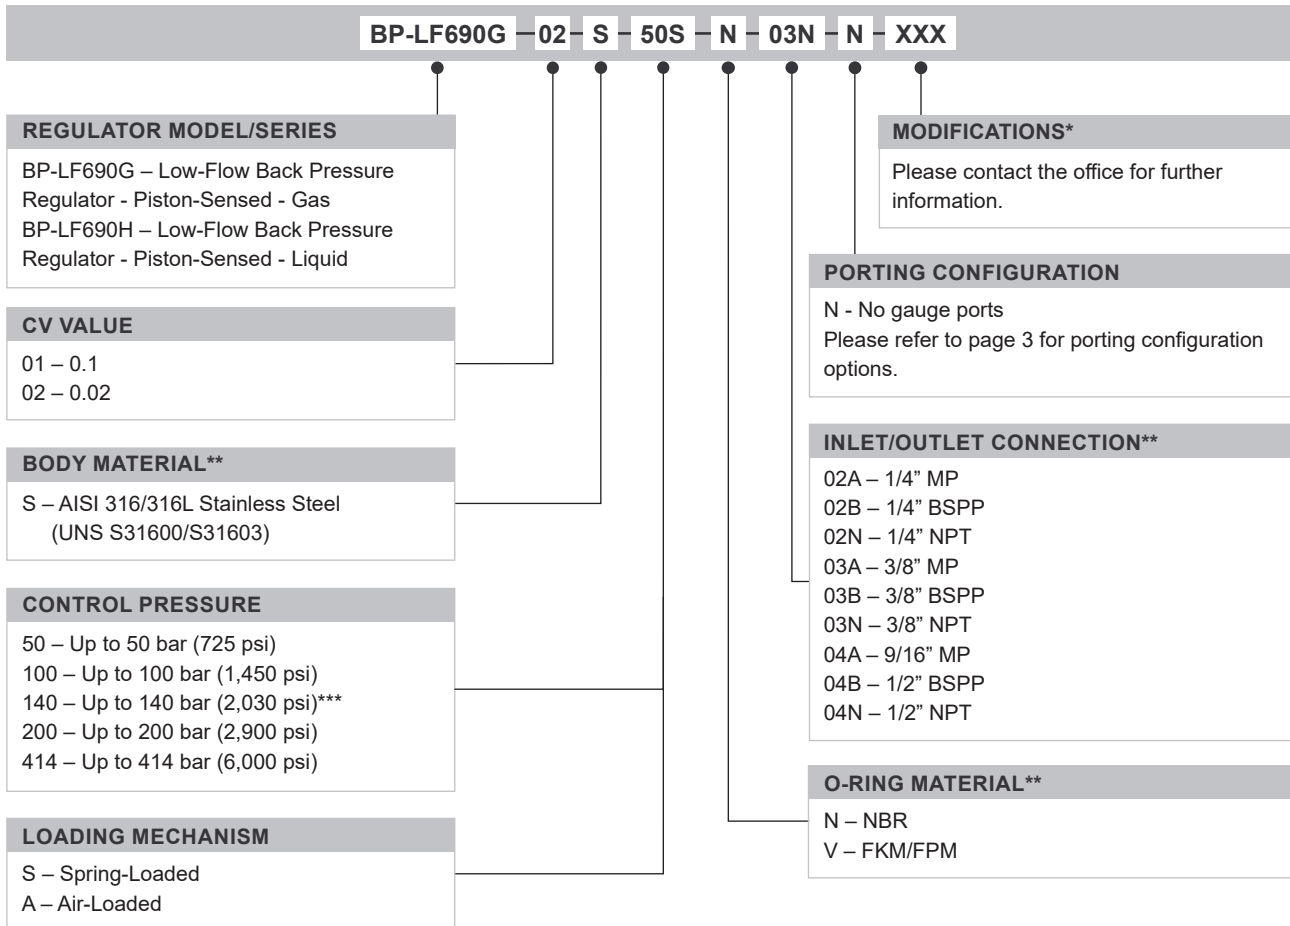 BP-LF690G – 02 – S – 50S – N – 03N – N – XXX
REGULATOR MODEL/SERIES
BP-LF690G – Low-Flow Back Pressure
Regulator - Piston-Sensed - Gas
BP-LF690H – Low-Flow Back Pressure
Regulator - Piston-Sensed - Liquid
CV VALUE
01 – 0.1
02 – 0.02
BODY MATERIAL**
S – AISI 316/316L Stainless Steel
(UNS S31600/S31603)
CONTROL PRESSURE
50 – Up to 50 bar (725 psi)
100 – Up to 100 bar (1,450 psi)
140 – Up to 140 bar (2,030 psi)***
200 – Up to 200 bar (2,900 psi)
414 – Up to 414 bar (6,000 psi)
LOADING MECHANISM
S – Spring-Loaded
A – Air-Loaded
MODIFICATIONS*
Please contact the office for further
information.
PORTING CONFIGURATION
N - No gauge ports
Please refer to page 3 for porting configuration
options.
INLET/OUTLET CONNECTION**
02A – 1/4” MP
02B – 1/4” BSPP
02N – 1/4” NPT
03A – 3/8” MP
03B – 3/8” BSPP
03N – 3/8” NPT
04A – 9/16” MP
04B – 1/2” BSPP
04N – 1/2” NPT
O-RING MATERIAL**
N – NBR
V – FKM/FPM